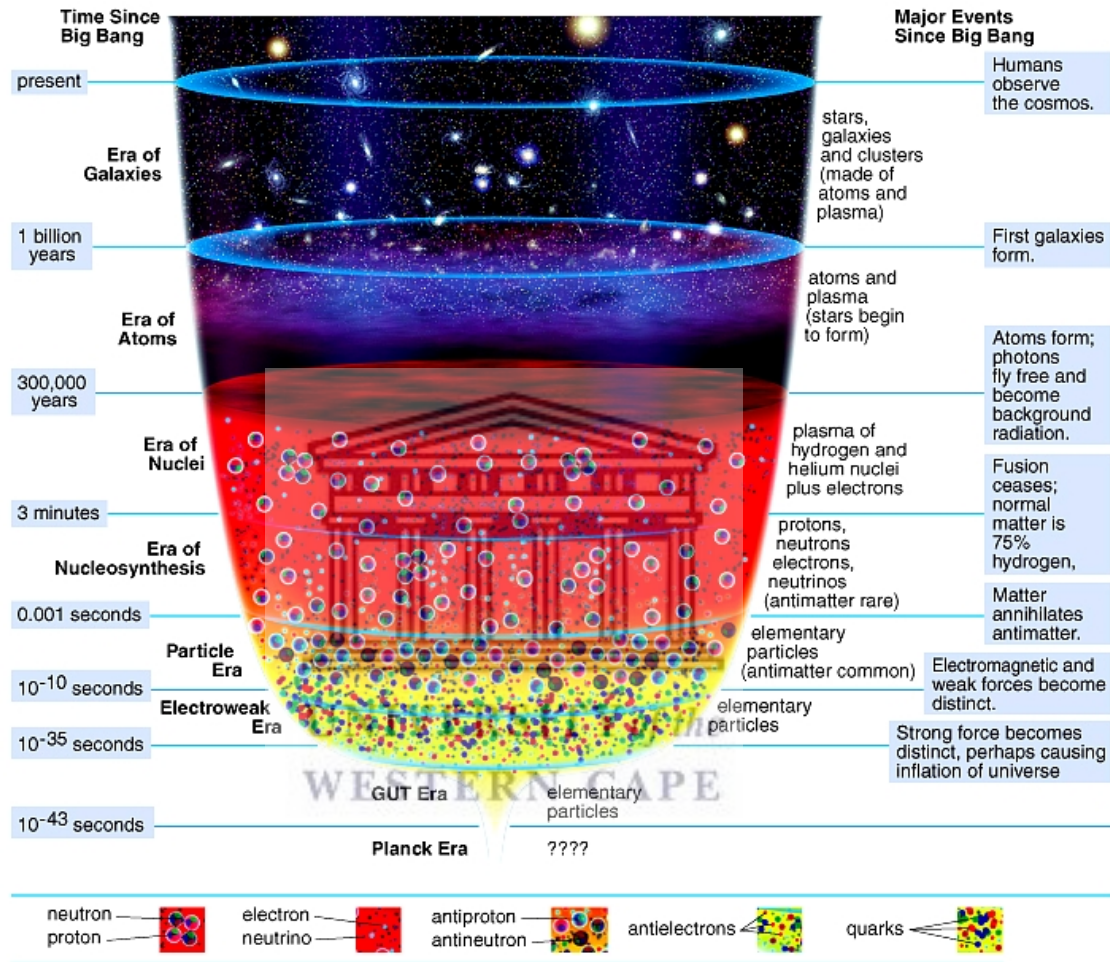 Time Since
Big Bang
Major Events
Since Big Bang
present
Humans
observe
the cosmos.
Era of
Galaxies
stars,
galaxies
and clusters
(made of
atoms and
plasma)
1 billion
years
First galaxies
form.
Era of
Atoms
atoms and
plasma
(stars begin
to form)
300,000
years
Atoms form;
photons
fly free and
become
background
radiation.
Era of
Nuclei
plasma of
hydrogen and
helium nuclei
plus electrons
3 minutes
Fusion
ceases;
normal
matter is
75%
hydrogen,
Era of
Nucleosynthesis
protons,
neutrons
electrons,
neutrinos
(antimatter rare)
0.001 seconds
Matter
annihilates
antimatter.
Particle
Era
elementary
particles
(antimatter common)
10-10 seconds
Electromagnetic and
weak forces become
distinct.
Electroweak
Era
elementary
particles
10-35 seconds
Strong force becomes
distinct, perhaps causing
inflation of universe
the
WESTERN CAPE
GUT Era
elementary
particles
10-43 seconds
Planck Era
????
neutron
proton
electron
neutrino
antiproton
antineutron
antielectrons
quarks